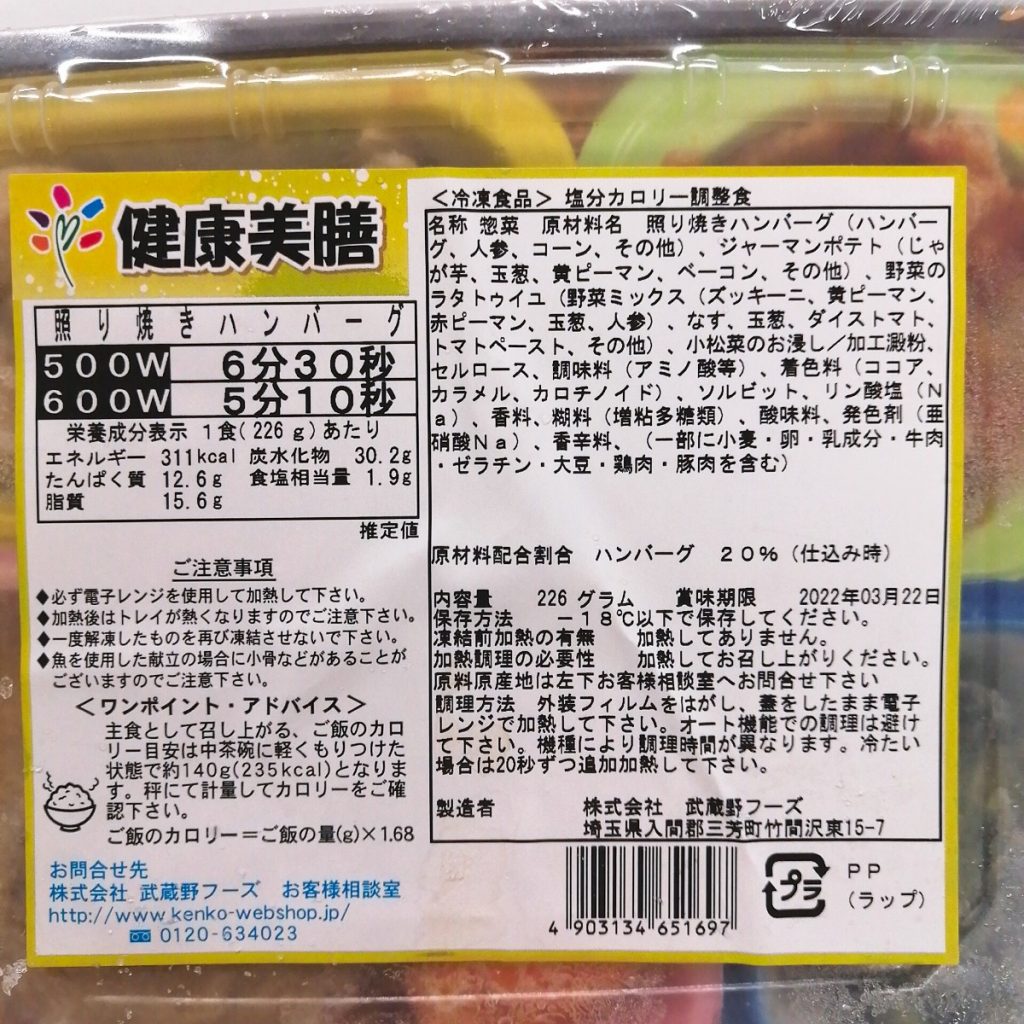 健康美膳
照り焼きハンバーグ
500W 6分30秒
600W 5分10秒
栄養成分表示 1食(226g)あたり
エネルギー 311kcal 炭水化物 30.2g
たんぱく質 12.6g 食塩相当量 1.9g
脂質 15.6g
推定値
ご注意事項
◆必ず電子レンジを使用して加熱して下さい。
◆加熱後はトレイが熱くなりますのでご注意下さい。
◆一度解凍したものを再び凍結させないで下さい。
◆魚を使用した献立の場合に小骨などがあることが
ございますのでご注意下さい。
<ワンポイント・アドバイス>
主食として召し上がる、ご飯のカロ
リー目安は中茶碗に軽くもりつけた
状態で約140g(235kcal)となりま
す。秤にて計量してカロリーをご確
認下さい。
ご飯のカロリー=ご飯の量(g)×1.68
お問合せ先
株式会社 武蔵野フーズ お客様相談室
http://www.kenko-webshop.jp/
0120-634023
<冷凍食品> 塩分カロリー調整食
名称 惣菜 原材料名 照り焼きハンバーグ(ハンバー
グ、人参、コーン、その他)、ジャーマンポテト(じゃ
が芋、玉葱、黄ピーマン、ベーコン、その他)、野菜の
ラタトゥイユ(野菜ミックス(ズッキーニ、黄ピーマン、
赤ピーマン、玉葱、人参)、なす、玉葱、ダイストマト、
トマトペースト、その他)、小松菜のお浸し/加工澱粉、
セルロース、調味料(アミノ酸等)、着色料(ココア、
カラメル、カロチノイド)、ソルビット、リン酸塩(N
a)、香料、糊料(増粘多糖類)、酸味料、発色剤(亜
硝酸Na)、香辛料、(一部に小麦・卵・乳成分・牛肉
・ゼラチン・大豆・鶏肉・豚肉を含む)
原材料配合割合 ハンバーグ 20%(仕込み時)
内容量 226グラム 賞味期限 2022年03月22日
保存方法 -18℃以下で保存してください。
凍結前加熱の有無 加熱してありません。
加熱調理の必要性 加熱してお召し上がりください。
原料原産地は左下お客様相談室へお問合せ下さい
調理方法 外装フィルムをはがし、蓋をしたまま電子
レンジで加熱して下さい。オート機能での調理は避け
て下さい。機種により調理時間が異なります。冷たい
場合は20秒ずつ追加加熱して下さい。
製造者 株式会社 武蔵野フーズ
埼玉県入間郡三芳町竹間沢東15-7
4 903134 651697
プラ
PP
(ラップ)